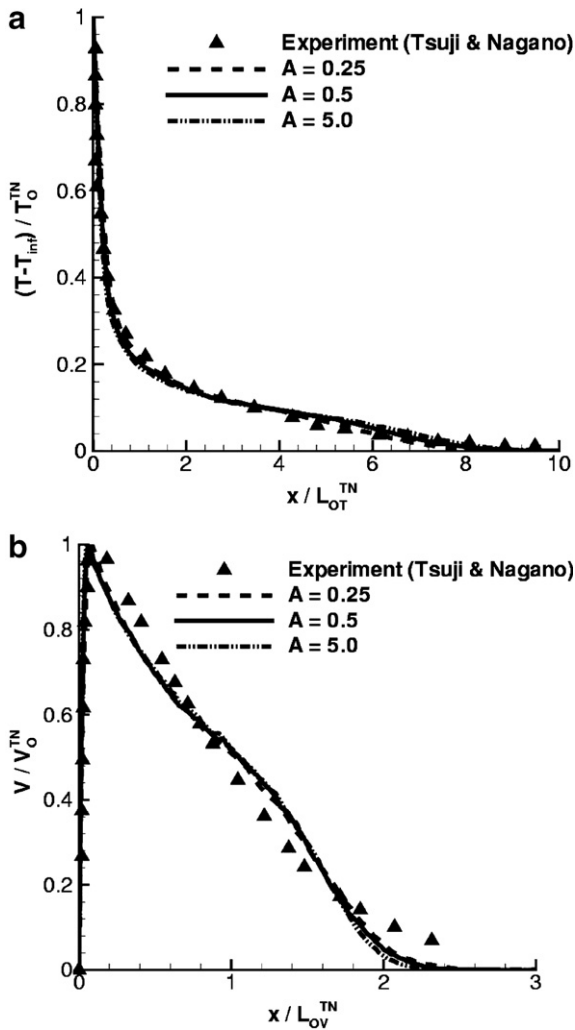 a
Experiment (Tsuji & Nagano)
A = 0.25
A = 0.5
A = 5.0
1
0.8
0.6
0.4
0.2
0
(T-T_inf) / T_O^TN
0 2 4 6 8 10
x / L_OT^TN
b
Experiment (Tsuji & Nagano)
A = 0.25
A = 0.5
A = 5.0
1
0.8
0.6
0.4
0.2
0
V / V_O^TN
0 1 2 3
x / L_OV^TN